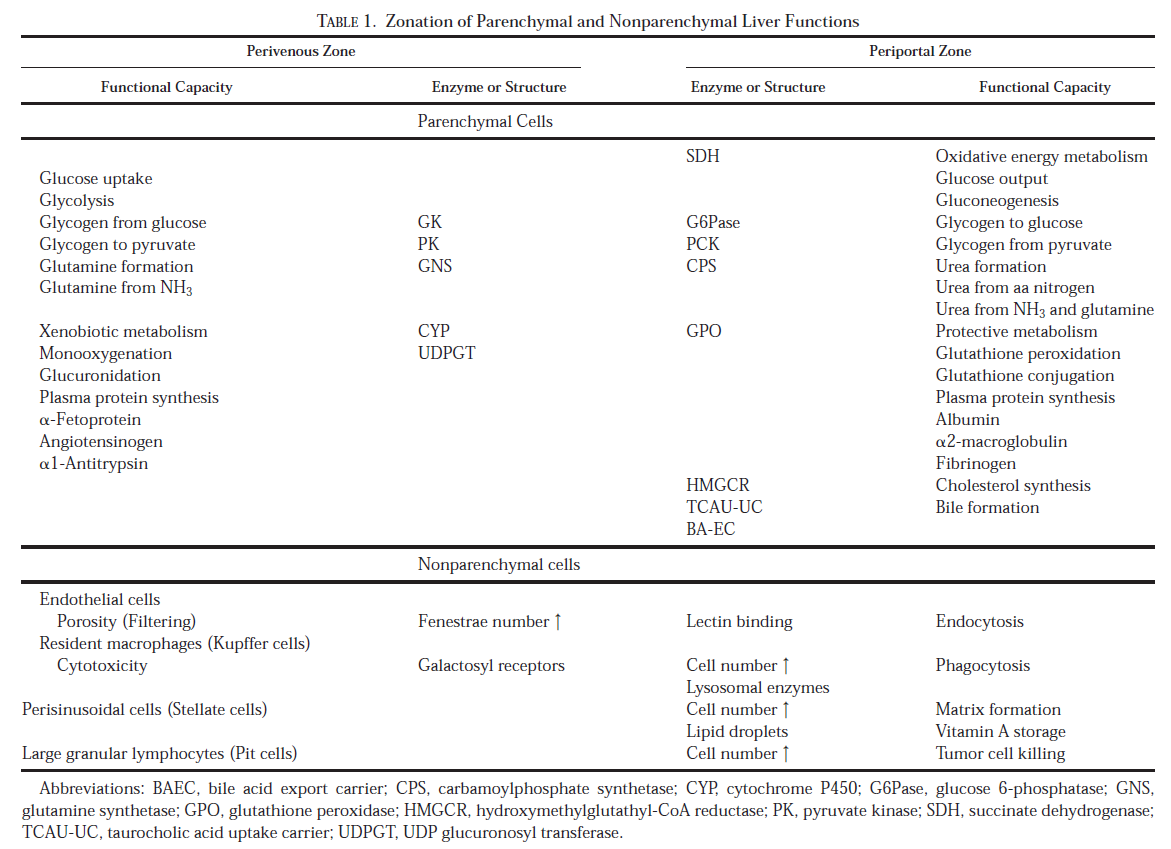 TABLE 1. Zonation of Parenchymal and Nonparenchymal Liver Functions
Perivenous Zone Periportal Zone
Functional Capacity Enzyme or Structure Enzyme or Structure Functional Capacity
Parenchymal Cells
SDH Oxidative energy metabolism
Glucose uptake Glucose output
Glycolysis Gluconeogenesis
Glycogen from glucose GK G6Pase Glycogen to glucose
Glycogen to pyruvate PK PCK Glycogen from pyruvate
Glutamine formation GNS CPS Urea formation
Glutamine from NH3 Urea from aa nitrogen
Urea from NH3 and glutamine
Xenobiotic metabolism CYP GPO Protective metabolism
Monooxygenation UDPGT Glutathione peroxidation
Glucuronidation Glutathione conjugation
Plasma protein synthesis Plasma protein synthesis
α-Fetoprotein Albumin
Angiotensinogen α2-macroglobulin
α1-Antitrypsin Fibrinogen
HMGCR Cholesterol synthesis
TCAU-UC Bile formation
BA-EC
Nonparenchymal cells
Endothelial cells
Porosity (Filtering) Fenestrae number ↑ Lectin binding Endocytosis
Resident macrophages (Kupffer cells)
Cytotoxicity Galactosyl receptors Cell number ↑ Phagocytosis
Lysosomal enzymes
Perisinusoidal cells (Stellate cells) Cell number ↑ Matrix formation
Lipid droplets Vitamin A storage
Large granular lymphocytes (Pit cells) Cell number ↑ Tumor cell killing
Abbreviations: BAEC, bile acid export carrier; CPS, carbamoylphosphate synthetase; CYP, cytochrome P450; G6Pase, glucose 6-phosphatase; GNS,
glutamine synthetase; GPO, glutathione peroxidase; HMGCR, hydroxymethylglutathyl-CoA reductase; PK, pyruvate kinase; SDH, succinate dehydrogenase;
TCAU-UC, taurocholic acid uptake carrier; UDPGT, UDP glucuronosyl transferase.